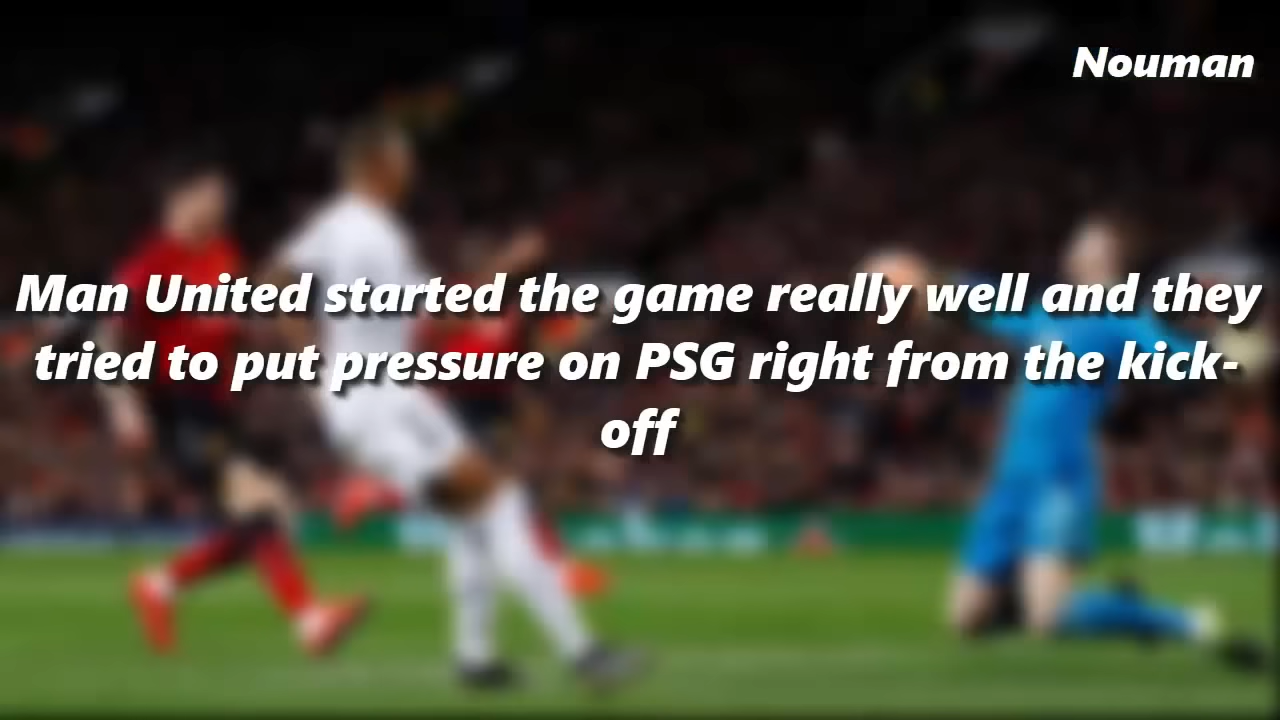 Nouman
Man United started the game really well and they
tried to put pressure on PSG right from the kick-
off